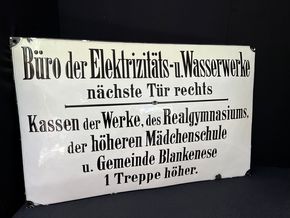 Büro der Elektrizitäts-u.Wasserwerke
nächste Tür rechts
Kassen der Werke, des Realgymnasiums,
der höheren Mädchenschule
u. Gemeinde Blankenese
1 Treppe höher.